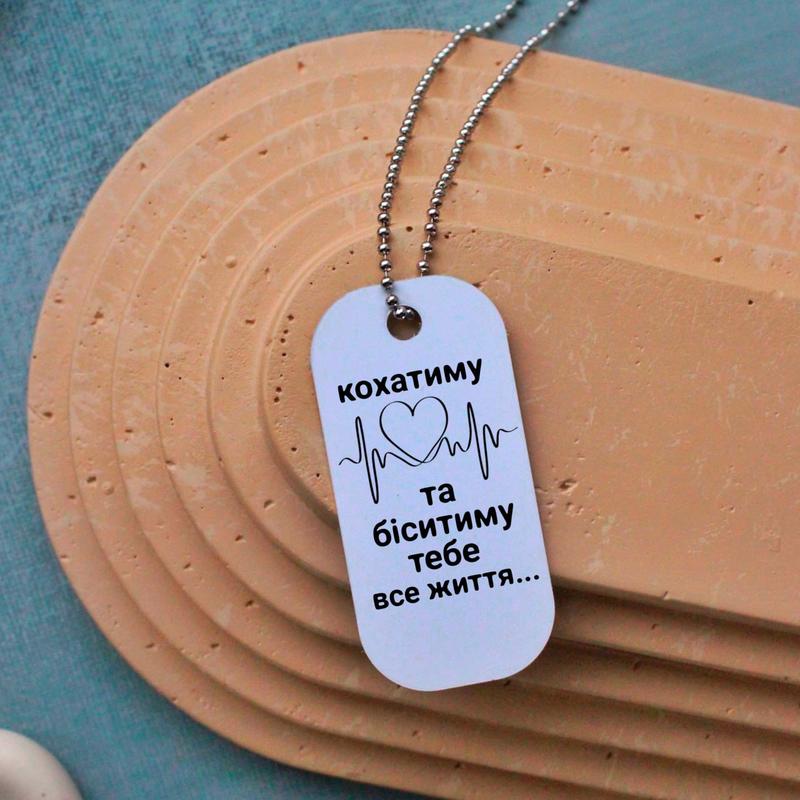 кохатиму
та
біситиму
тебе
все життя...